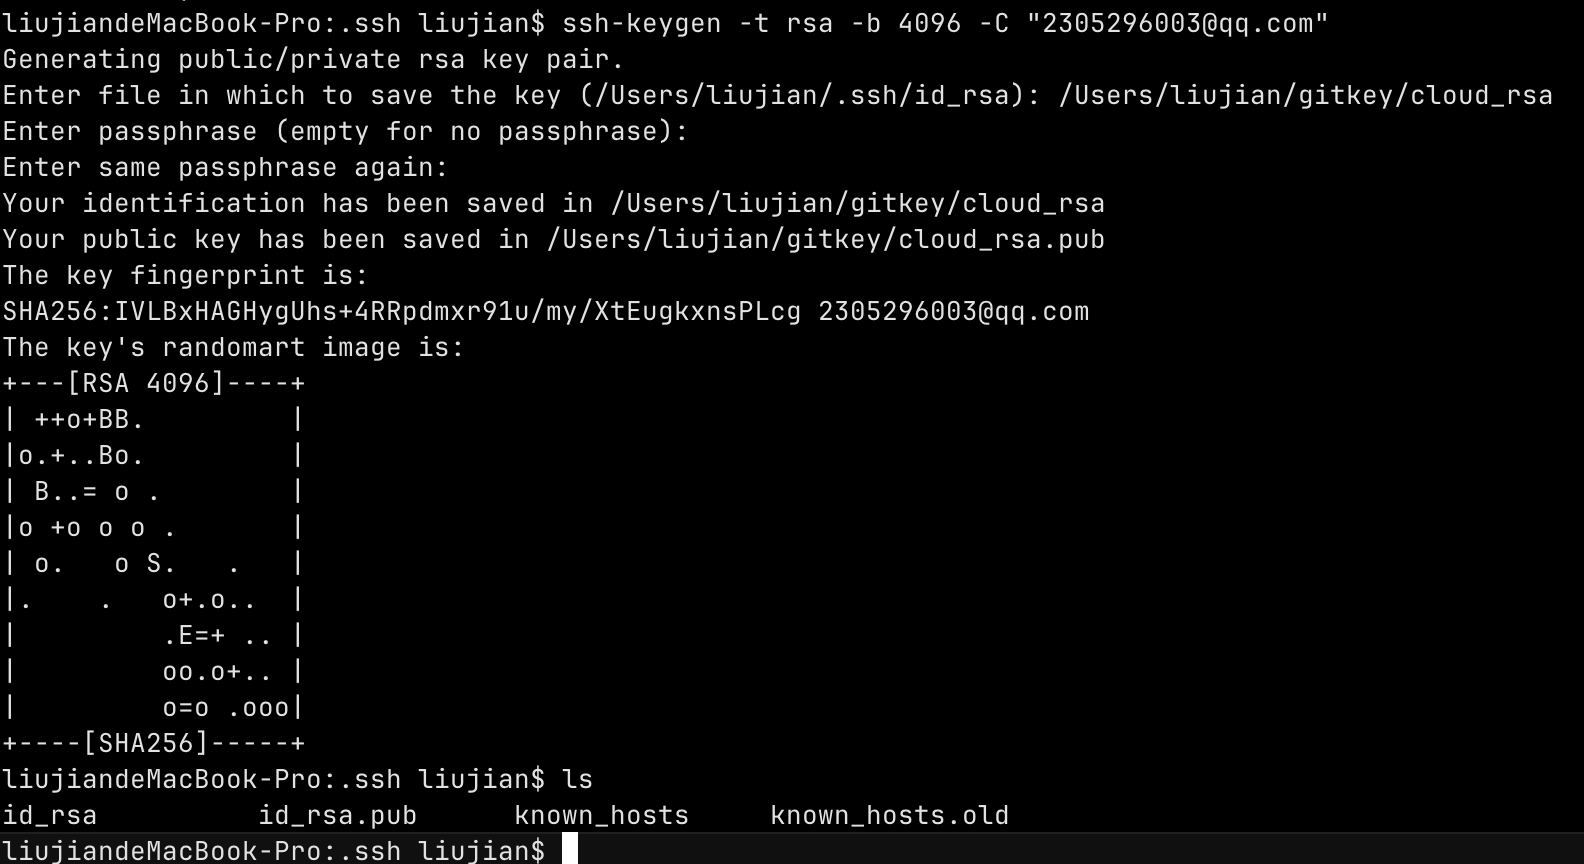 liujiandeMacBook-Pro:.ssh liujian$ ssh-keygen -t rsa -b 4096 -C "2305296003@qq.com"
Generating public/private rsa key pair.
Enter file in which to save the key (/Users/liujian/.ssh/id_rsa): /Users/liujian/gitkey/cloud_rsa
Enter passphrase (empty for no passphrase):
Enter same passphrase again:
Your identification has been saved in /Users/liujian/gitkey/cloud_rsa
Your public key has been saved in /Users/liujian/gitkey/cloud_rsa.pub
The key fingerprint is:
SHA256:IVLBxHAGHygUhs+4RRpdmxr91u/my/XtEugkxnsPLcg 2305296003@qq.com
The key's randomart image is:
+---[RSA 4096]----+
| ++o+BB.         |
|o.+..Bo.         |
| B..= o .        |
|o +o o o .       |
| o.   o S.   .   |
|.    .   o+.o..  |
|         .E=+ .. |
|         oo.o+.. |
|         o=o .ooo|
+----[SHA256]-----+
liujiandeMacBook-Pro:.ssh liujian$ ls
id_rsa          id_rsa.pub      known_hosts     known_hosts.old
liujiandeMacBook-Pro:.ssh liujian$